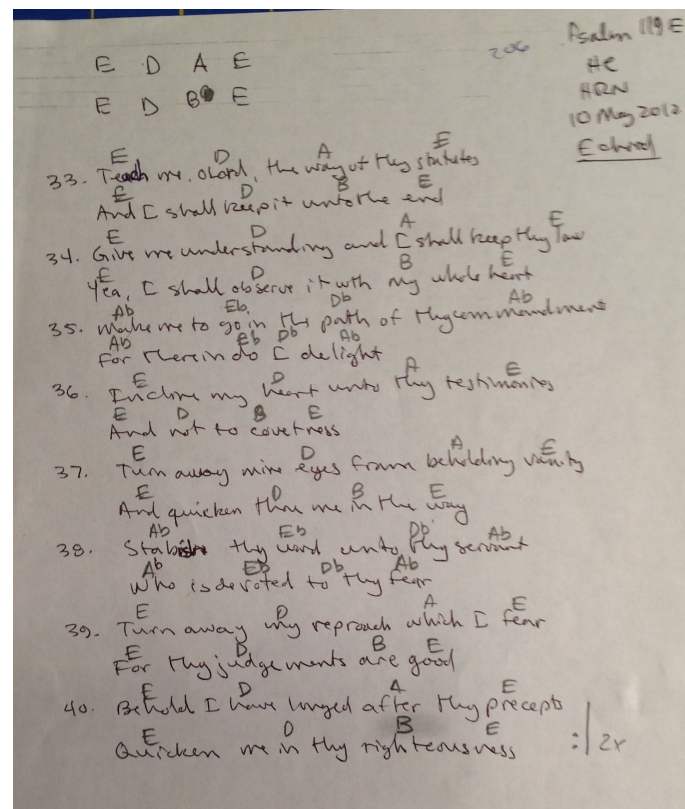 206
Psalm 119 E
He
HRN
10 May 2012
E chord
E D A E
E D B E
E D A E
33. Teach me, O Lord, the way of thy statutes
E D B E
And I shall keep it unto the end
E D A E
34. Give me understanding and I shall keep thy law
D B E
Yea, I shall observe it with my whole heart
Ab Eb Db Ab
35. Make me to go in the path of thy commandment
Ab Eb Db Ab
For therein do I delight
E D A E
36. Incline my heart unto thy testimonies
E D B E
And not to covetness
E D A E
37. Turn away mine eyes from beholding vanity
E D B E
And quicken thou me in the way
Ab Eb Db Ab
38. Stablish thy word unto thy servant
Ab Eb Db Ab
Who is devoted to thy fear
E D A E
39. Turn away my reproach which I fear
E D B E
For thy judgements are good
E D A E
40. Behold I have longed after thy precepts
E D B E
Quicken me in thy righteousness :| 2x